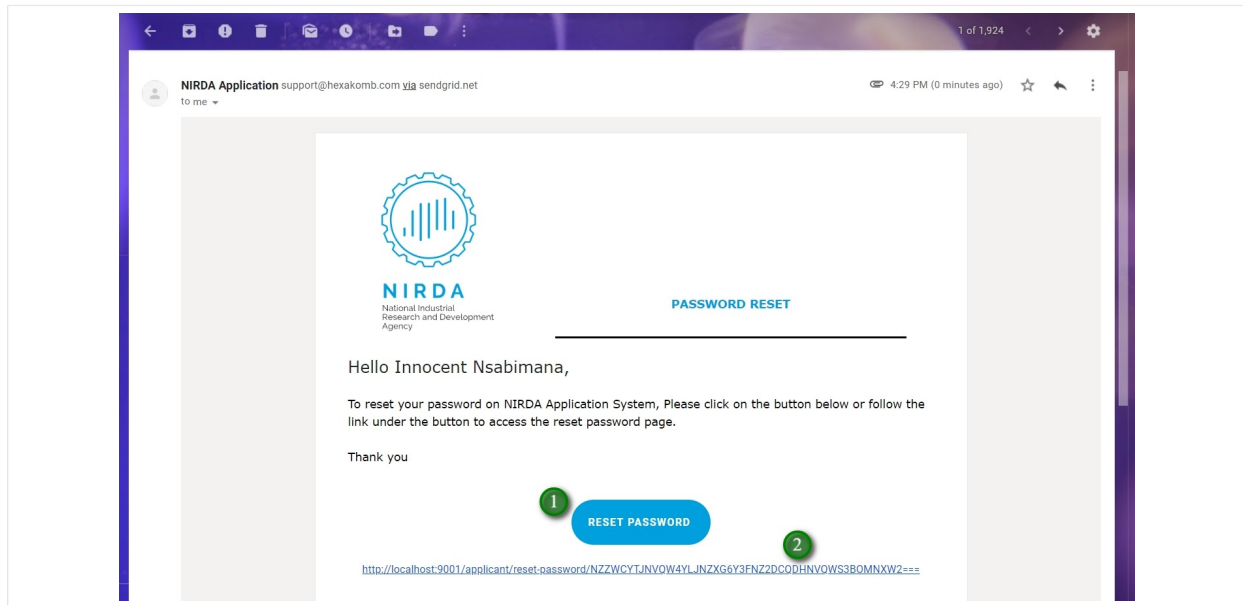 1 of 1,924
NIRDA Application support@hexakomb.com via sendgrid.net
4:29 PM (0 minutes ago)
to me
NIRDA
National Industrial
Research and Development
Agency
PASSWORD RESET
Hello Innocent Nsabimana,
To reset your password on NIRDA Application System, Please click on the button below or follow the
link under the button to access the reset password page.
Thank you
1
RESET PASSWORD
2
http://localhost:9001/applicant/reset-password/NZZWCYTJNVQW4YLJNZXG6Y3FNZ2DCQDHNVQWS3BOMNXW2===